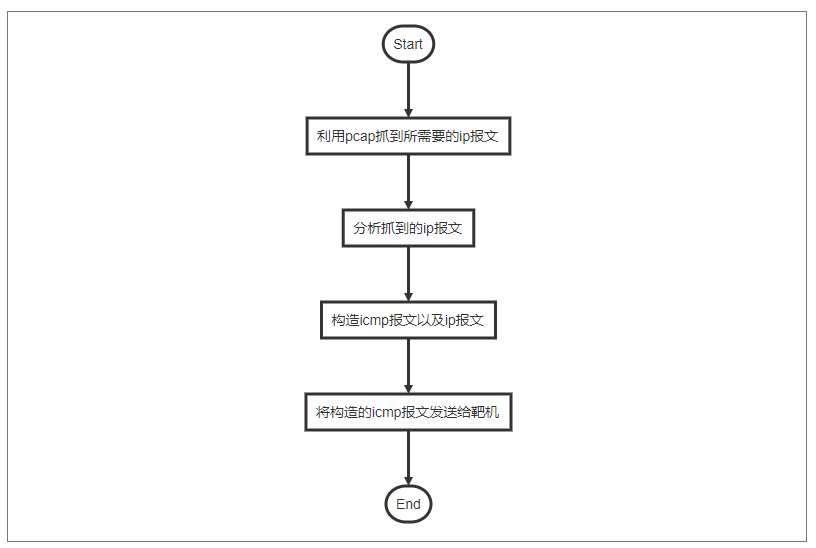 Start
利用pcap抓到所需要的ip报文
分析抓到的ip报文
构造icmp报文以及ip报文
将构造的icmp报文发送给靶机
End